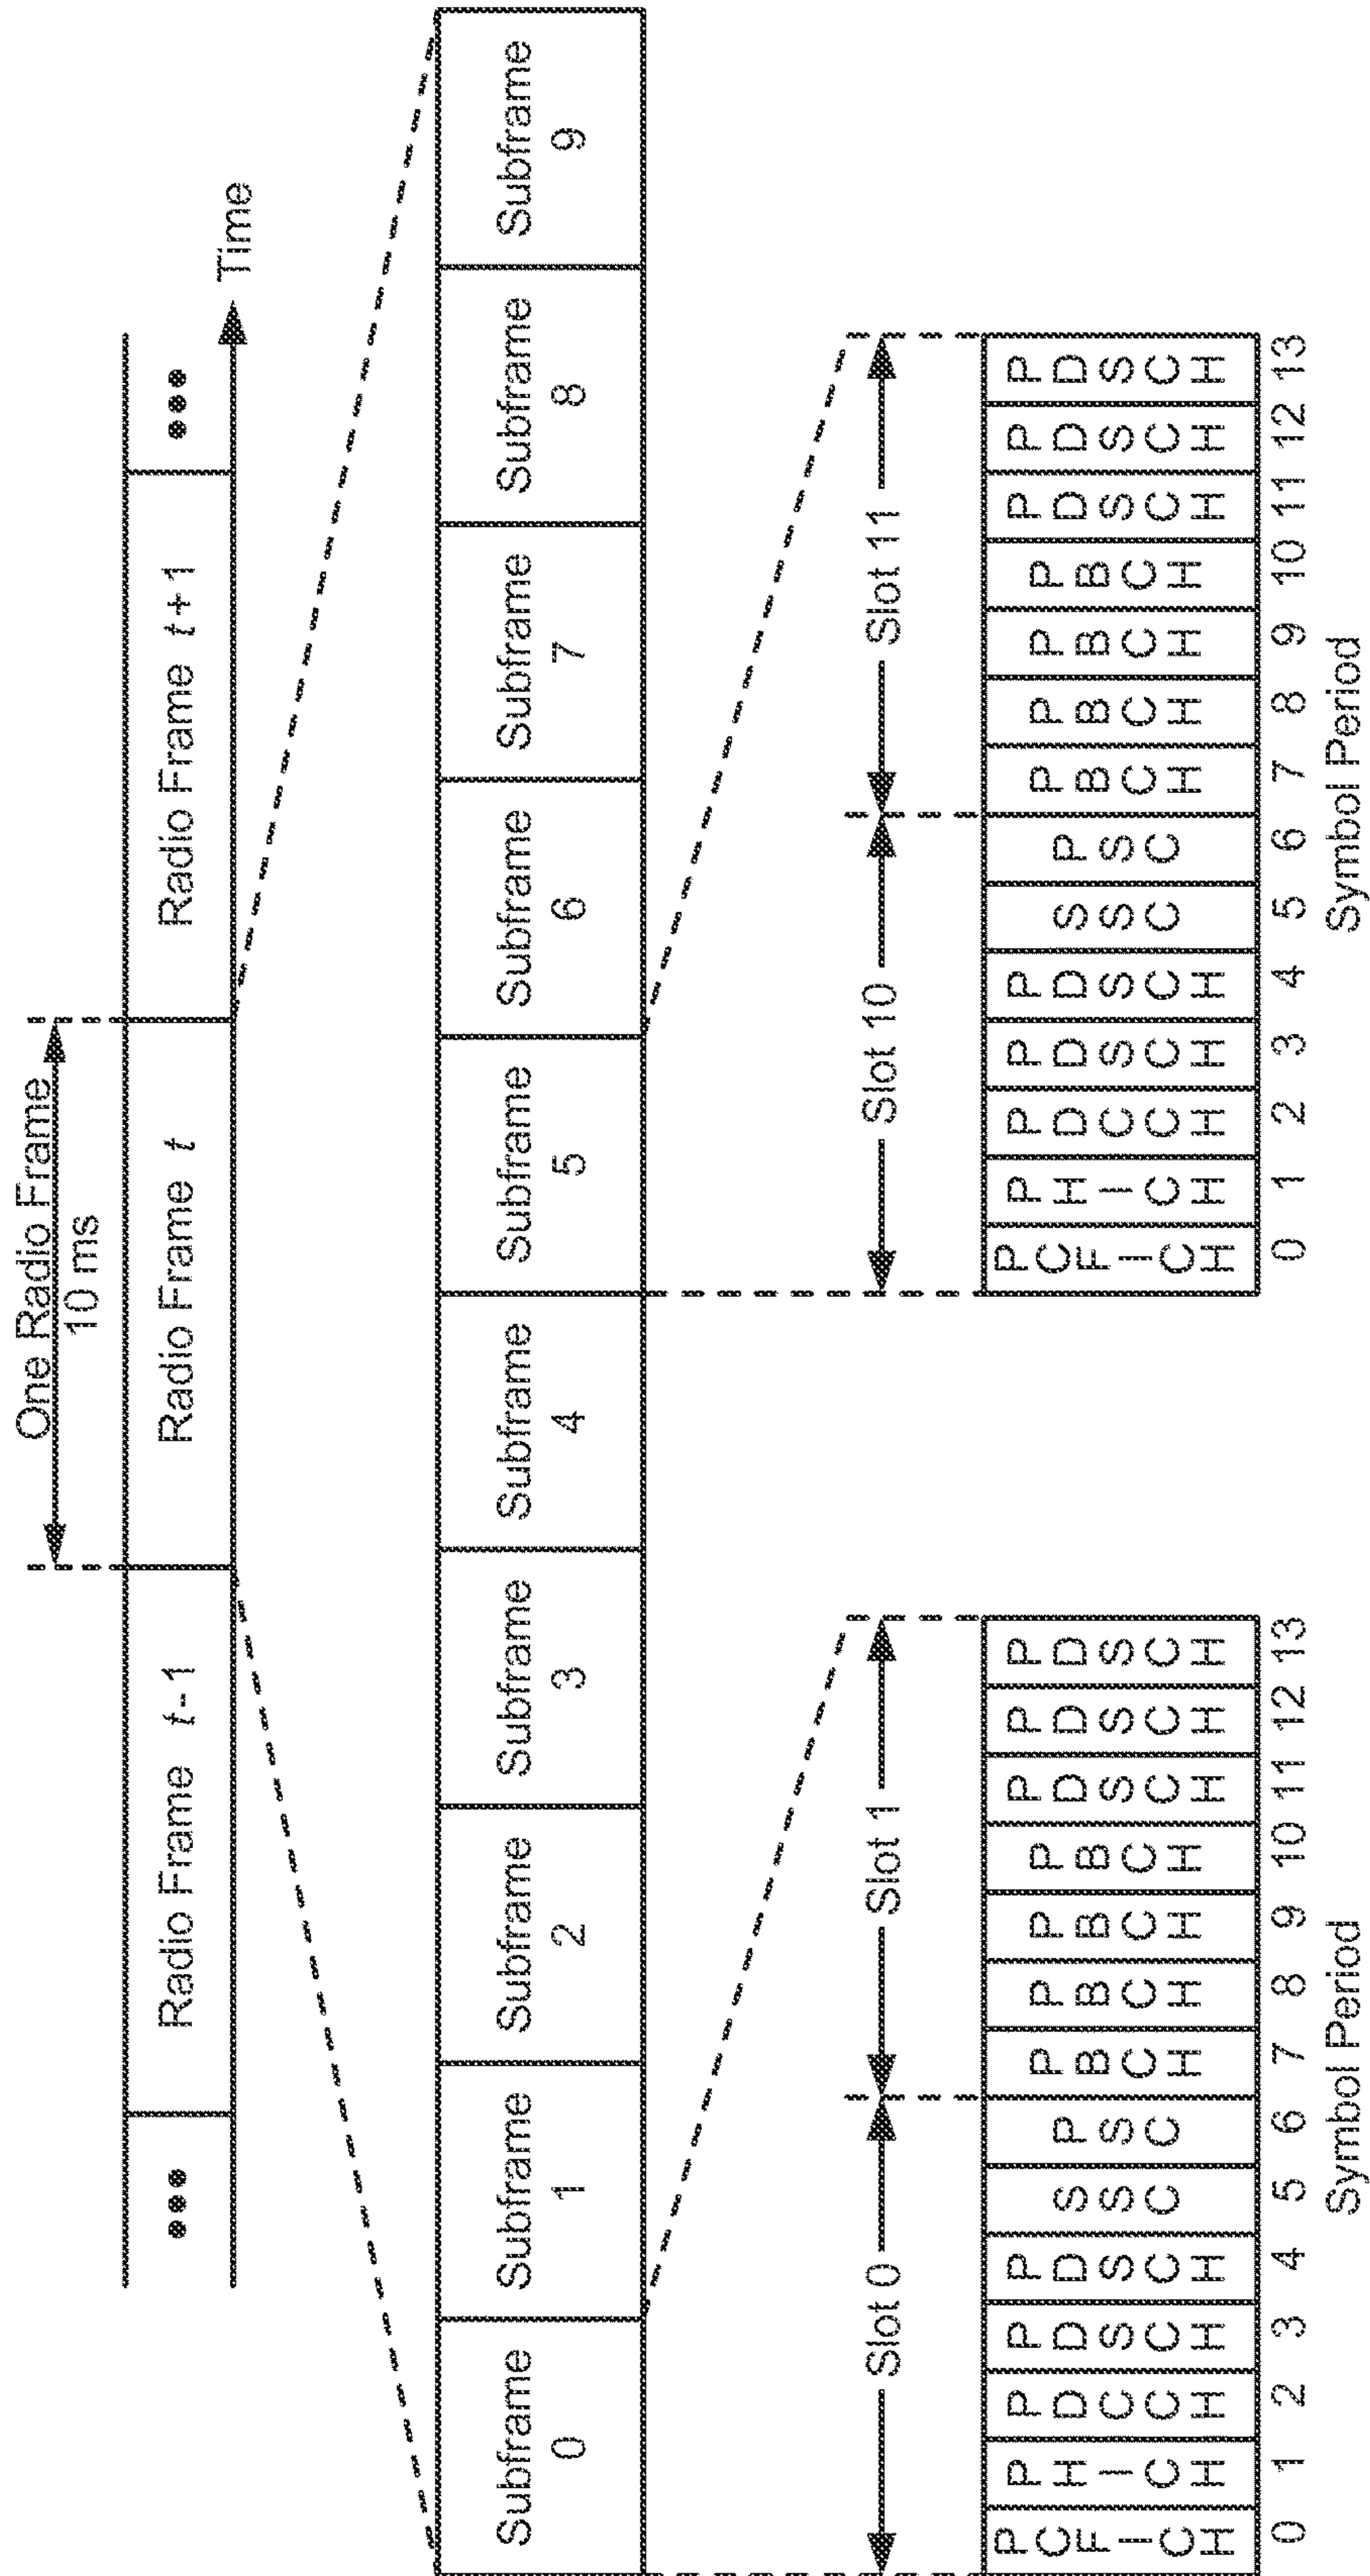 One Radio Frame
10 ms
•••
Radio Frame t-1
Radio Frame t
Radio Frame t+1
•••
Time
Subframe
0
Subframe
1
Subframe
2
Subframe
3
Subframe
4
Subframe
5
Subframe
6
Subframe
7
Subframe
8
Subframe
9
Slot 0
Slot 1
PCFICH
PHICH
PDCCH
PDSCH
PDSCH
SSC
PSC
PBCH
PBCH
PBCH
PBCH
PDSCH
PDSCH
PDSCH
0 1 2 3 4 5 6 7 8 9 10 11 12 13
Symbol Period
Slot 10
Slot 11
PCFICH
PHICH
PDCCH
PDSCH
PDSCH
SSC
PSC
PBCH
PBCH
PBCH
PBCH
PDSCH
PDSCH
PDSCH
0 1 2 3 4 5 6 7 8 9 10 11 12 13
Symbol Period